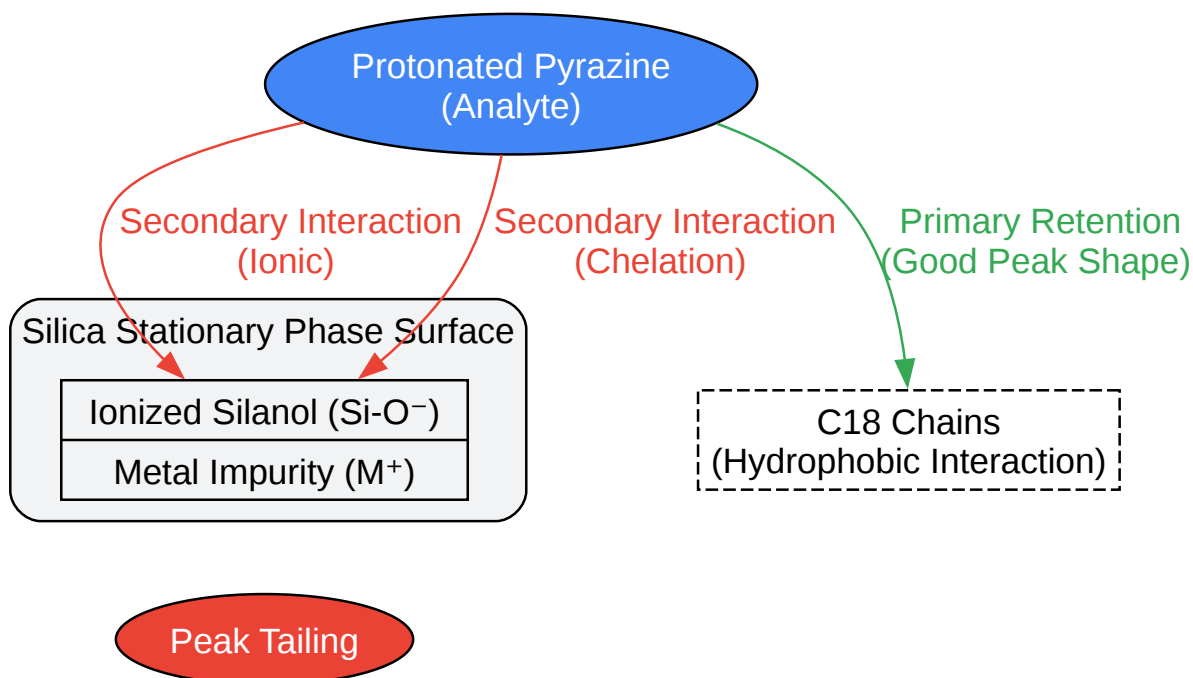 Protonated Pyrazine
(Analyte)
Secondary Interaction
(Ionic)
Secondary Interaction
(Chelation)
Primary Retention
(Good Peak Shape)
Silica Stationary Phase Surface
Ionized Silanol (Si-O⁻)
Metal Impurity (M⁺)
C18 Chains
(Hydrophobic Interaction)
Peak Tailing